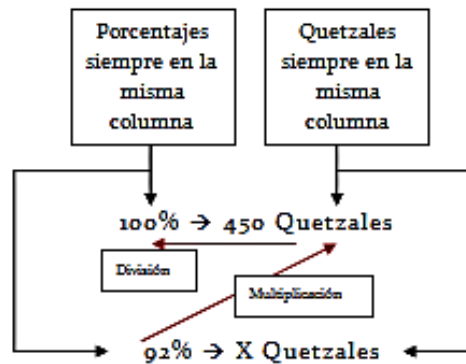 Porcentajes
siempre en la
misma
columna
Quetzales
siempre en la
misma
columna
100% → 450 Quetzales
División
Multiplicación
92% → X Quetzales